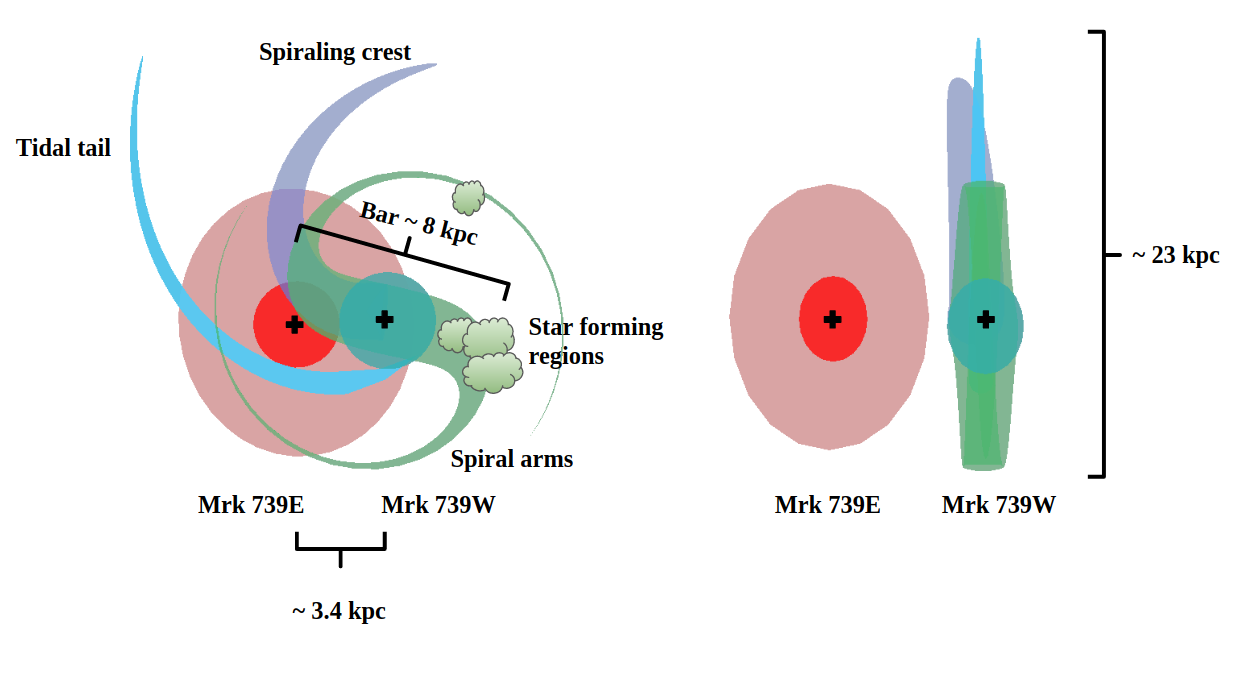 Spiraling crest
Tidal tail
Bar ~ 8 kpc
Star forming
regions
Spiral arms
Mrk 739E
Mrk 739W
~ 3.4 kpc
~ 23 kpc
Mrk 739E
Mrk 739W